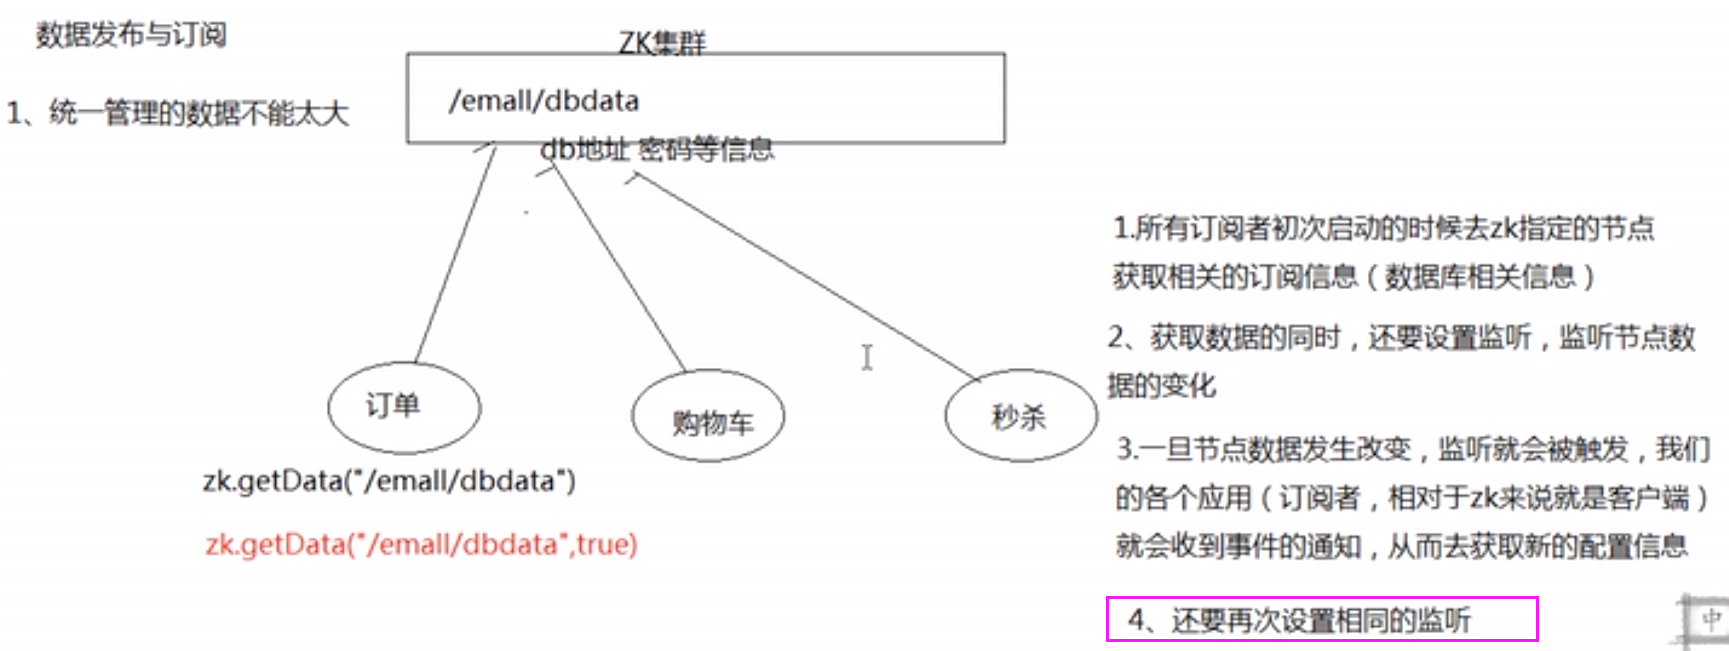 数据发布与订阅
ZK集群
1、统一管理的数据不能太大
/emall/dbdata
db地址 密码等信息
订单
购物车
秒杀
zk.getData("/emall/dbdata")
zk.getData("/emall/dbdata",true)
1.所有订阅者初次启动的时候去zk指定的节点
获取相关的订阅信息（数据库相关信息）
2、获取数据的同时，还要设置监听，监听节点数
据的变化
3.一旦节点数据发生改变，监听就会被触发，我们
的各个应用（订阅者，相对于zk来说就是客户端）
就会收到事件的通知，从而去获取新的配置信息
4、还要再次设置相同的监听
中